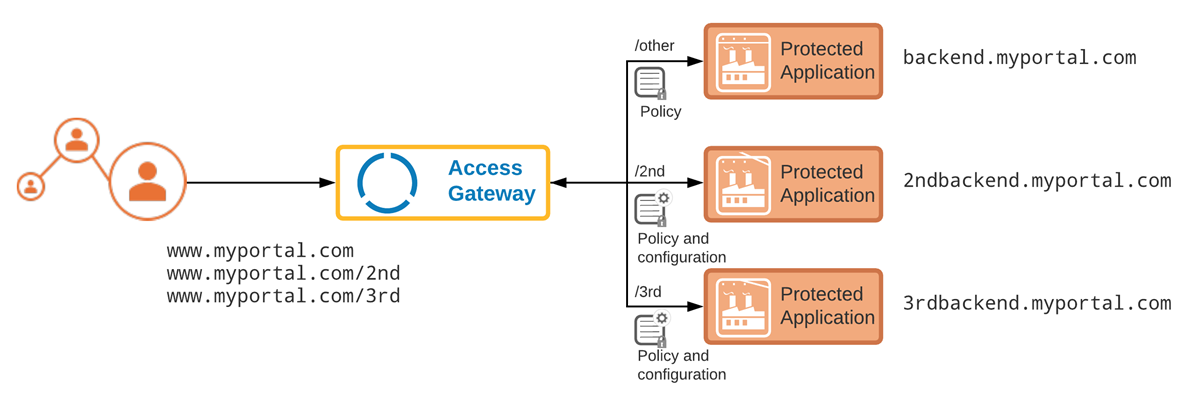 /other
Policy
Protected
Application
backend.myportal.com
Access
Gateway
/2nd
Policy and
configuration
Protected
Application
2ndbackend.myportal.com
www.myportal.com
www.myportal.com/2nd
www.myportal.com/3rd
/3rd
Policy and
configuration
Protected
Application
3rdbackend.myportal.com